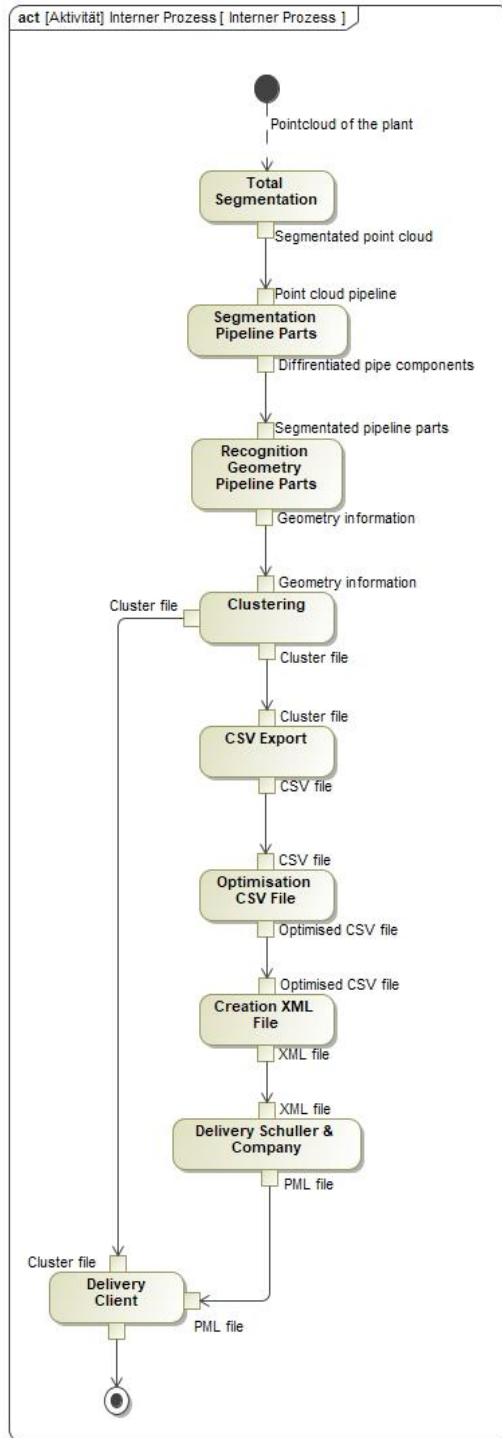 act [Aktivität] Interner Prozess [ Interner Prozess ]
Pointcloud of the plant
Total
Segmentation
Segmentated point cloud
Point cloud pipeline
Segmentation
Pipeline Parts
Diffirentiated pipe components
Segmentated pipeline parts
Recognition
Geometry
Pipeline Parts
Geometry information
Geometry information
Cluster file
Clustering
Cluster file
Cluster file
CSV Export
CSV file
CSV file
Optimisation
CSV File
Optimised CSV file
Optimised CSV file
Creation XML
File
XML file
XML file
Delivery Schuller &
Company
PML file
Cluster file
Delivery
Client
PML file